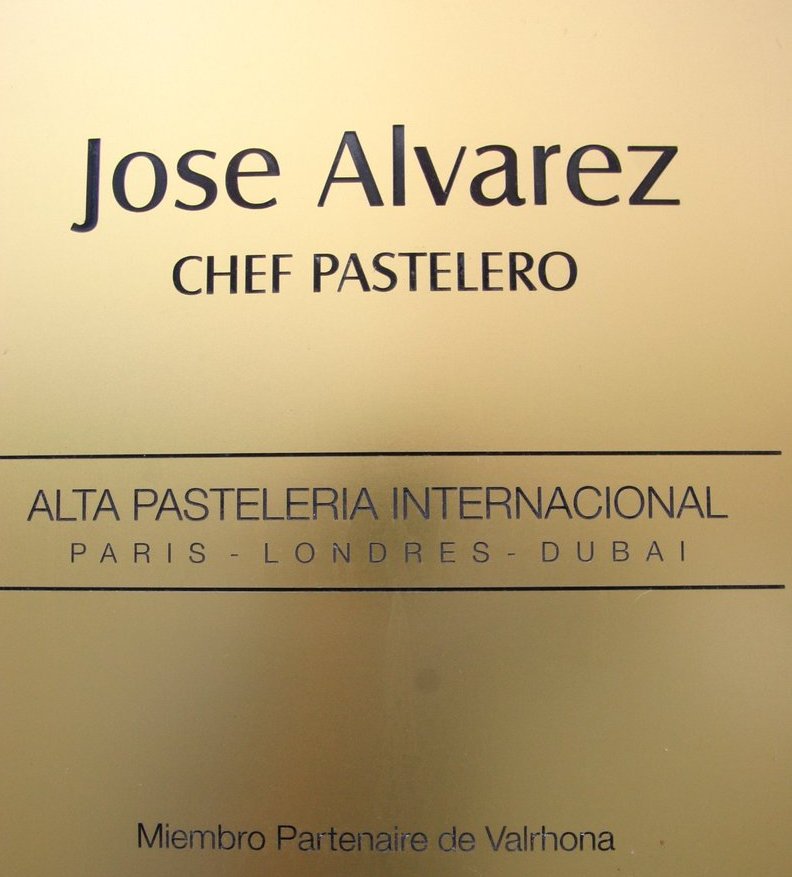 Jose Alvarez
CHEF PASTELERO
ALTA PASTELERIA INTERNACIONAL
PARIS - LONDRES - DUBAI
Miembro Partenaire de Valrhona